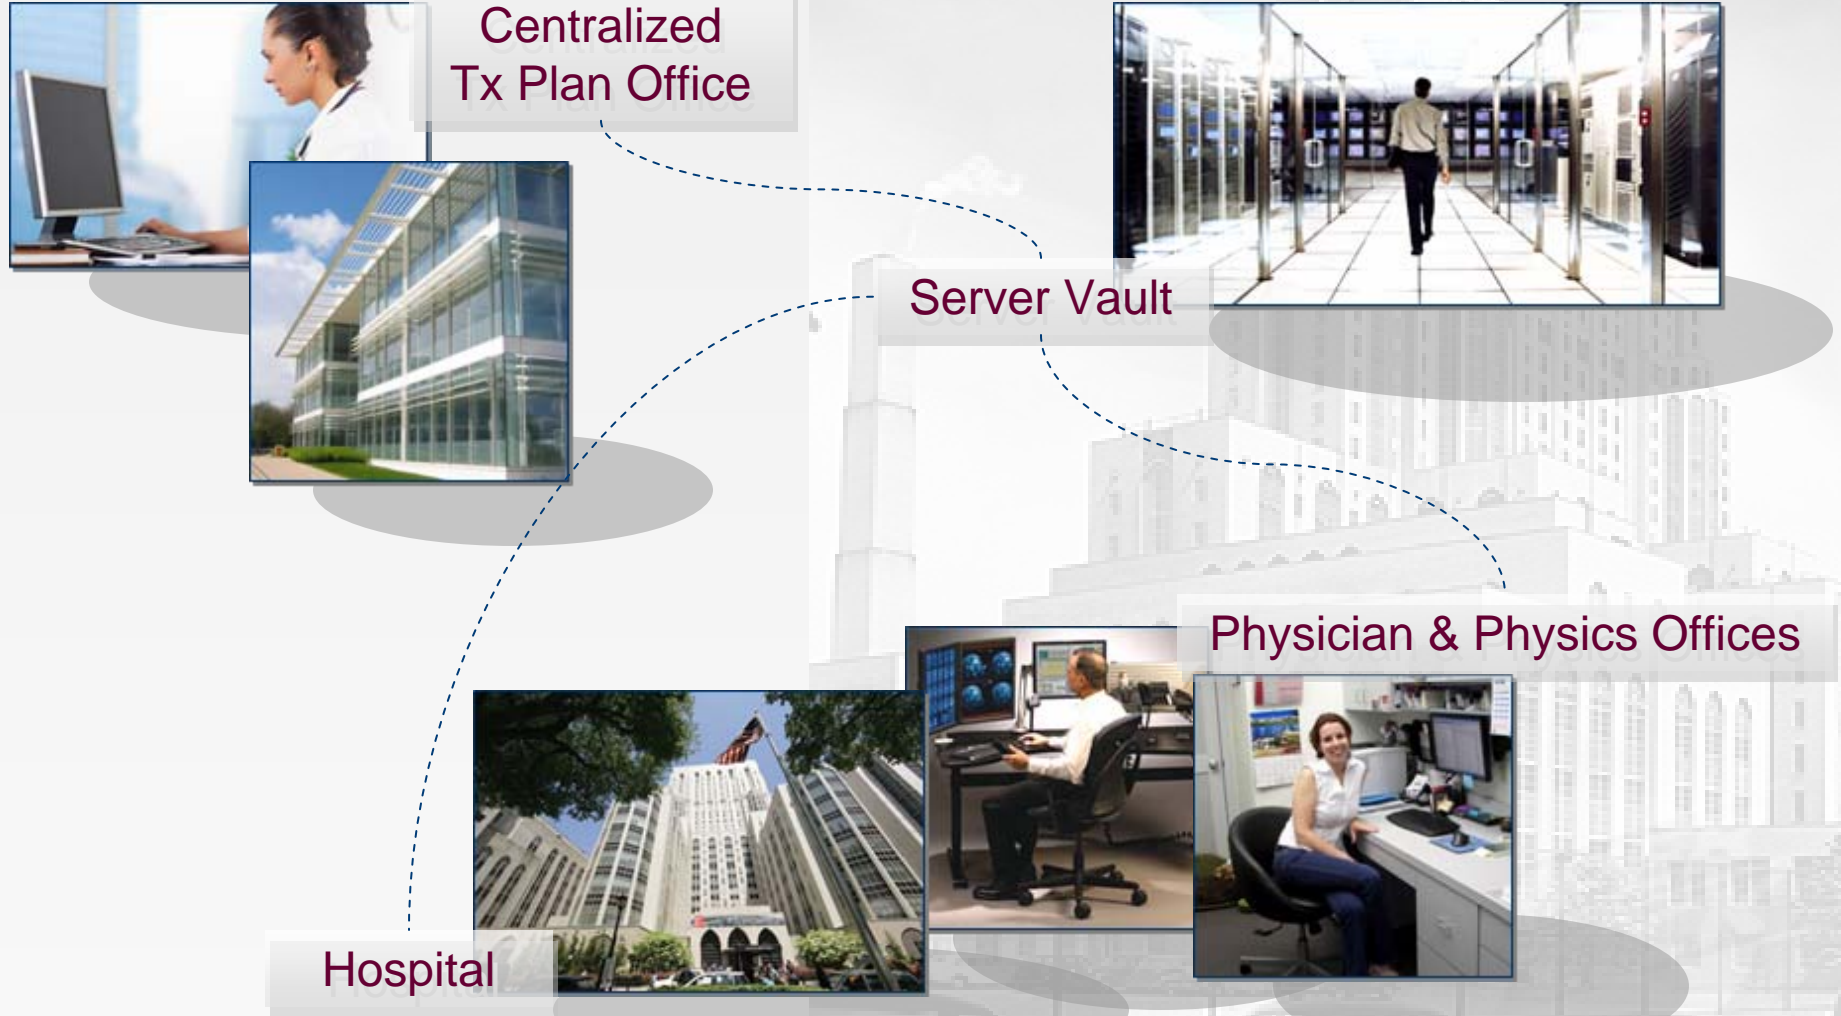 Centralized
Tx Plan Office
Server Vault
Physician & Physics Offices
Hospital